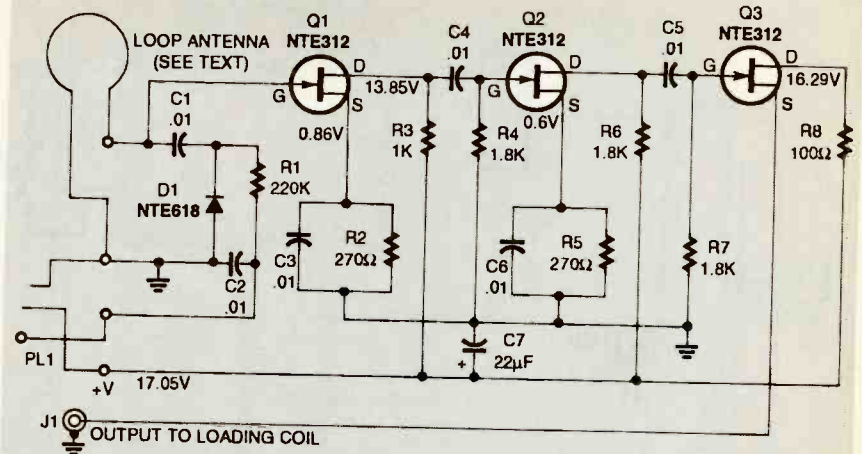 LOOP ANTENNA
(SEE TEXT)
C1
.01
D1
NTE618
R1
220K
C2
.01
PL1
+V
17.05V
J1
OUTPUT TO LOADING COIL
Q1
NTE312
G
D
S
13.85V
0.86V
C3
.01
R2
270Ω
R3
1K
C4
.01
R4
1.8K
Q2
NTE312
G
D
S
0.6V
C6
.01
R5
270Ω
C7
22µF
+
R6
1.8K
C5
.01
R7
1.8K
Q3
NTE312
G
D
S
16.29V
R8
100Ω